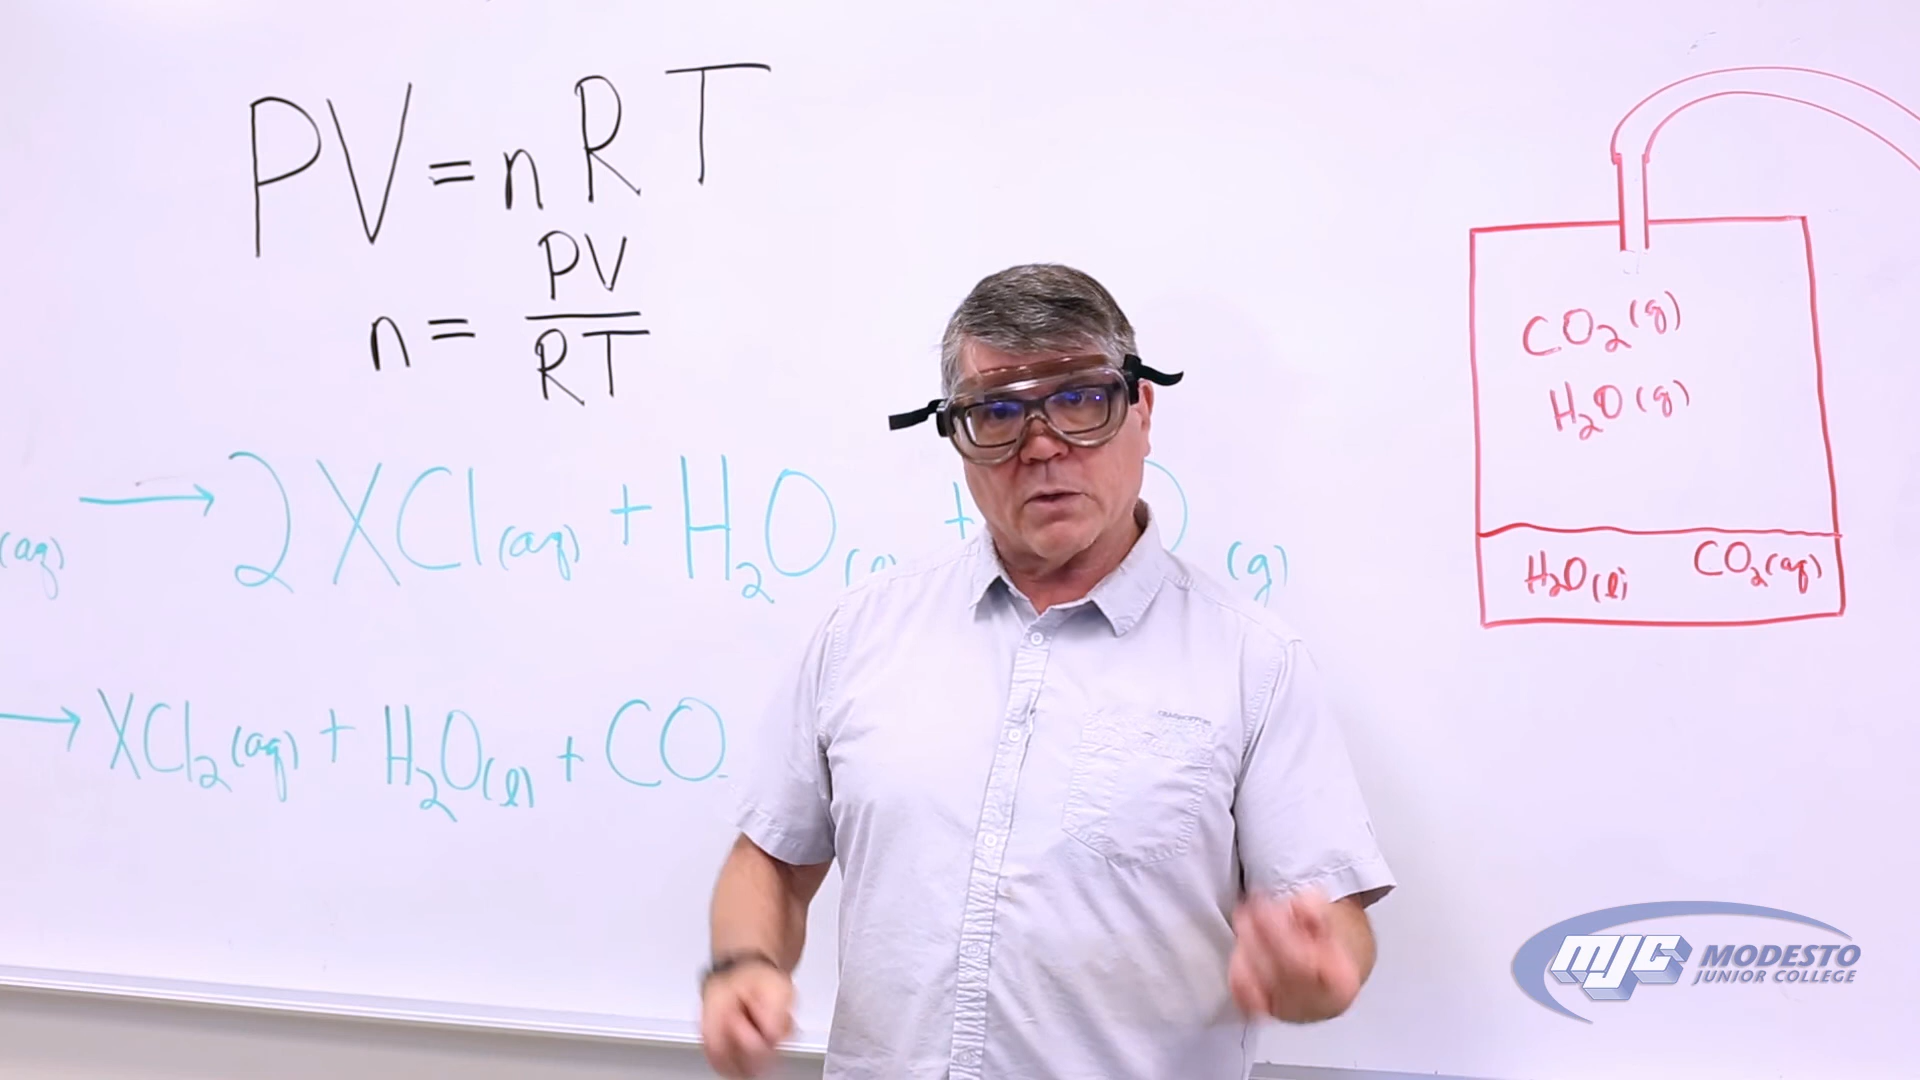 PV = nRT
n = PV/RT
(aq) → 2XCl(aq) + H₂O(l) + (g)
→ XCl₂(aq) + H₂O(l) + CO
CO₂(g)
H₂O(g)
H₂O(l) CO₂(aq)
MJC MODESTO
JUNIOR COLLEGE